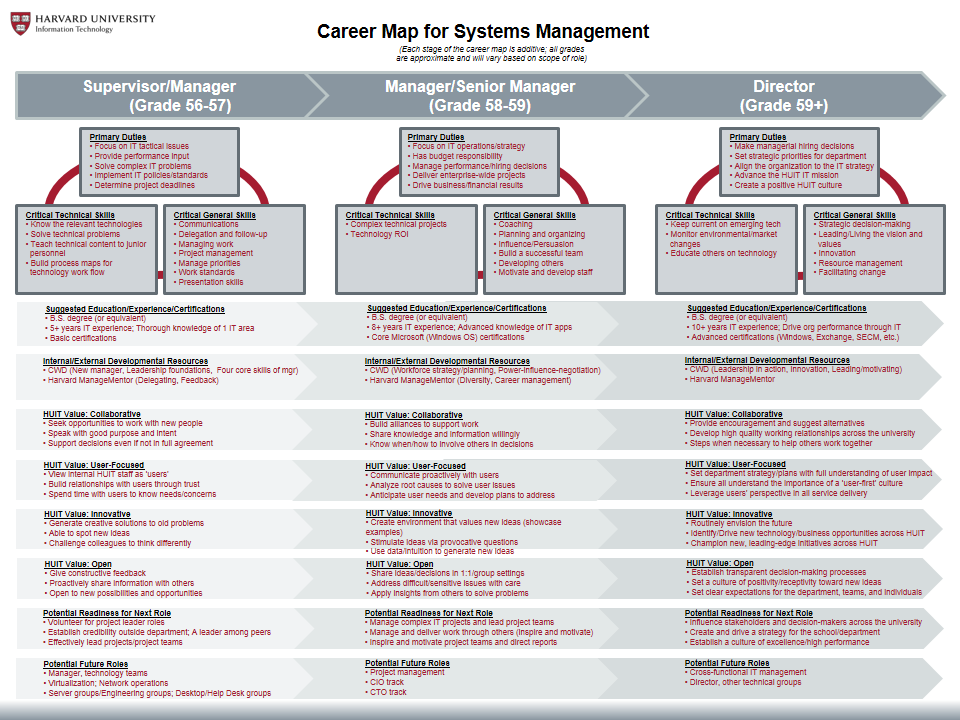 HARVARD UNIVERSITY
Information Technology
Career Map for Systems Management
(Each stage of the career map is additive; all grades
are approximate and will vary based on scope of role)
Supervisor/Manager
(Grade 56-57)
Manager/Senior Manager
(Grade 58-59)
Director
(Grade 59+)
Primary Duties
• Focus on IT tactical issues
• Provide performance input
• Solve complex IT problems
• Implement IT policies/standards
• Determine project deadlines
Critical Technical Skills
• Know the relevant technologies
• Solve technical problems
• Teach technical content to junior
personnel
• Build process maps for
technology work flow
Critical General Skills
• Communications
• Delegation and follow-up
• Managing work
• Project management
• Manage priorities
• Work standards
• Presentation skills
Primary Duties
• Focus on IT operations/strategy
• Has budget responsibility
• Manage performance/hiring decisions
• Deliver enterprise-wide projects
• Drive business/financial results
Critical Technical Skills
• Complex technical projects
• Technology ROI
Critical General Skills
• Coaching
• Planning and organizing
• Influence/Persuasion
• Build a successful team
• Developing others
• Motivate and develop staff
Primary Duties
• Make managerial hiring decisions
• Set strategic priorities for department
• Align the organization to the IT strategy
• Advance the HUIT IT mission
• Create a positive HUIT culture
Critical Technical Skills
• Keep current on emerging tech
• Monitor environmental/market
changes
• Educate others on technology
Critical General Skills
• Strategic decision-making
• Leading/Living the vision and
values
• Innovation
• Resource management
• Facilitating change
Suggested Education/Experience/Certifications
• B.S. degree (or equivalent)
• 5+ years IT experience; Thorough knowledge of 1 IT area
• Basic certifications
Suggested Education/Experience/Certifications
• B.S. degree (or equivalent)
• 8+ years IT experience; Advanced knowledge of IT apps
• Core Microsoft (Windows OS) certifications
Suggested Education/Experience/Certifications
• B.S. degree (or equivalent)
• 10+ years IT experience; Drive org performance through IT
• Advanced certifications (Windows, Exchange, SECM, etc.)
Internal/External Developmental Resources
• CWD (New manager, Leadership foundations, Four core skills of mgr)
• Harvard ManageMentor (Delegating, Feedback)
Internal/External Developmental Resources
• CWD (Workforce strategy/planning, Power-influence-negotiation)
• Harvard ManageMentor (Diversity, Career management)
Internal/External Developmental Resources
• CWD (Leadership in action, Innovation, Leading/motivating)
• Harvard ManageMentor
HUIT Value: Collaborative
• Seek opportunities to work with new people
• Speak with good purpose and intent
• Support decisions even if not in full agreement
HUIT Value: Collaborative
• Build alliances to support work
• Share knowledge and information willingly
• Know when/how to involve others in decisions
HUIT Value: Collaborative
• Provide encouragement and suggest alternatives
• Develop high quality working relationships across the university
• Steps when necessary to help others work together
HUIT Value: User-Focused
• View internal HUIT staff as 'users'
• Build relationships with users through trust
• Spend time with users to know needs/concerns
HUIT Value: User-Focused
• Communicate proactively with users
• Analyze root causes to solve user issues
• Anticipate user needs and develop plans to address
HUIT Value: User-Focused
• Set department strategy/plans with full understanding of user impact
• Ensure all understand the importance of a 'user-first' culture
• Leverage users' perspective in all service delivery
HUIT Value: Innovative
• Generate creative solutions to old problems
• Able to spot new ideas
• Challenge colleagues to think differently
HUIT Value: Innovative
• Create environment that values new ideas (showcase
examples)
• Stimulate ideas via provocative questions
• Use data/intuition to generate new ideas
HUIT Value: Innovative
• Routinely envision the future
• Identify/Drive new technology/business opportunities across HUIT
• Champion new, leading-edge initiatives across HUIT
HUIT Value: Open
• Give constructive feedback
• Proactively share information with others
• Open to new possibilities and opportunities
HUIT Value: Open
• Share ideas/decisions in 1:1/group settings
• Address difficult/sensitive issues with care
• Apply insights from others to solve problems
HUIT Value: Open
• Establish transparent decision-making processes
• Set a culture of positivity/receptivity toward new ideas
• Set clear expectations for the department, teams, and individuals
Potential Readiness for Next Role
• Volunteer for project leader roles
• Establish credibility outside department; A leader among peers
• Effectively lead projects/project teams
Potential Readiness for Next Role
• Manage complex IT projects and lead project teams
• Manage and deliver work through others (inspire and motivate)
• Inspire and motivate project teams and direct reports
Potential Readiness for Next Role
• Influence stakeholders and decision-makers across the university
• Create and drive a strategy for the school/department
• Establish a culture of excellence/high performance
Potential Future Roles
• Manager, technology teams
• Virtualization; Network operations
• Server groups/Engineering groups; Desktop/Help Desk groups
Potential Future Roles
• Project management
• CIO track
• CTO track
Potential Future Roles
• Cross-functional IT management
• Director, other technical groups